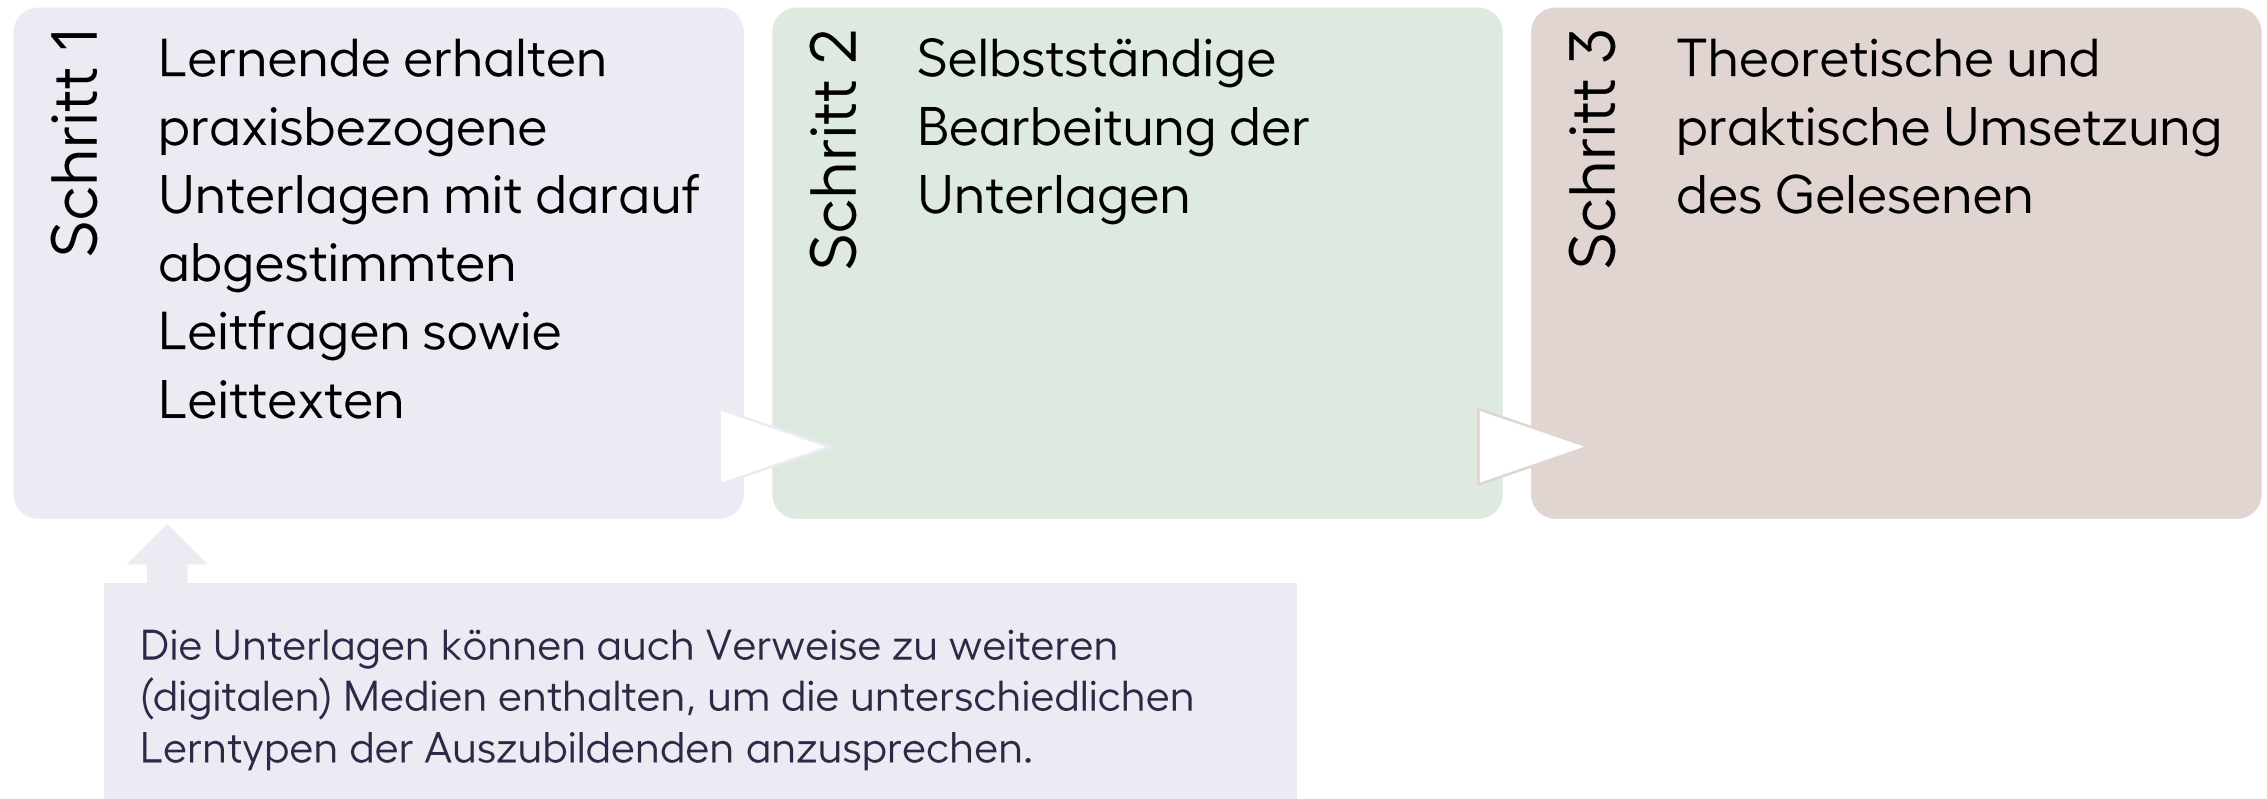 Schritt 1
Lernende erhalten
praxisbezogene
Unterlagen mit darauf
abgestimmten
Leitfragen sowie
Leittexten
Schritt 2
Selbstständige
Bearbeitung der
Unterlagen
Schritt 3
Theoretische und
praktische Umsetzung
des Gelesenen
Die Unterlagen können auch Verweise zu weiteren
(digitalen) Medien enthalten, um die unterschiedlichen
Lerntypen der Auszubildenden anzusprechen.